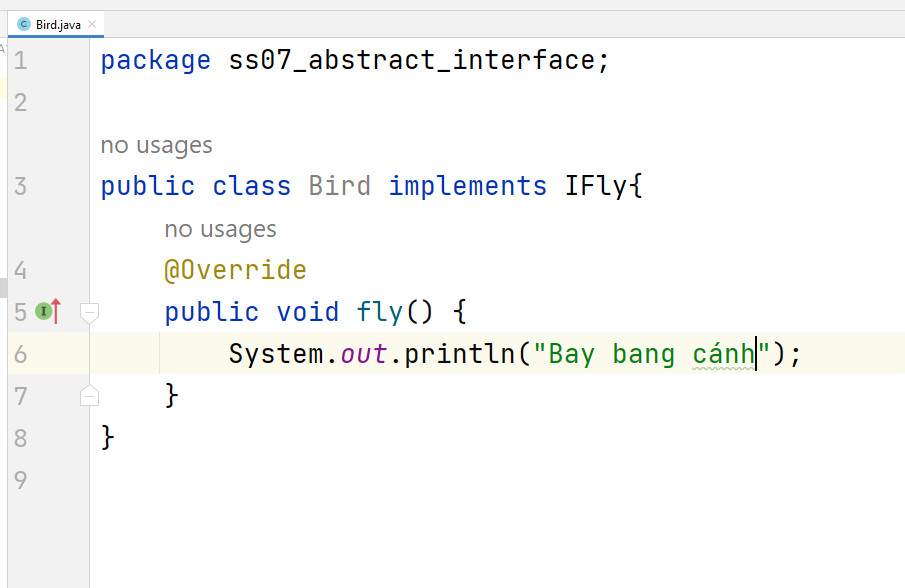 Bird.java
1 package ss07_abstract_interface;
2
no usages
3 public class Bird implements IFly{
no usages
4 @Override
5 public void fly() {
6 System.out.println("Bay bang cánh");
7 }
8 }
9